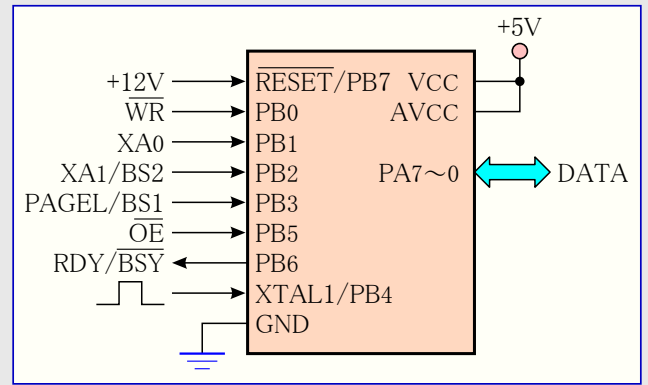 +5V
+12V RESET/PB7 VCC
WR PB0 AVCC
XA0 PB1
XA1/BS2 PB2 PA7～0 DATA
PAGEL/BS1 PB3
OE PB5
RDY/BSY PB6
XTAL1/PB4
GND